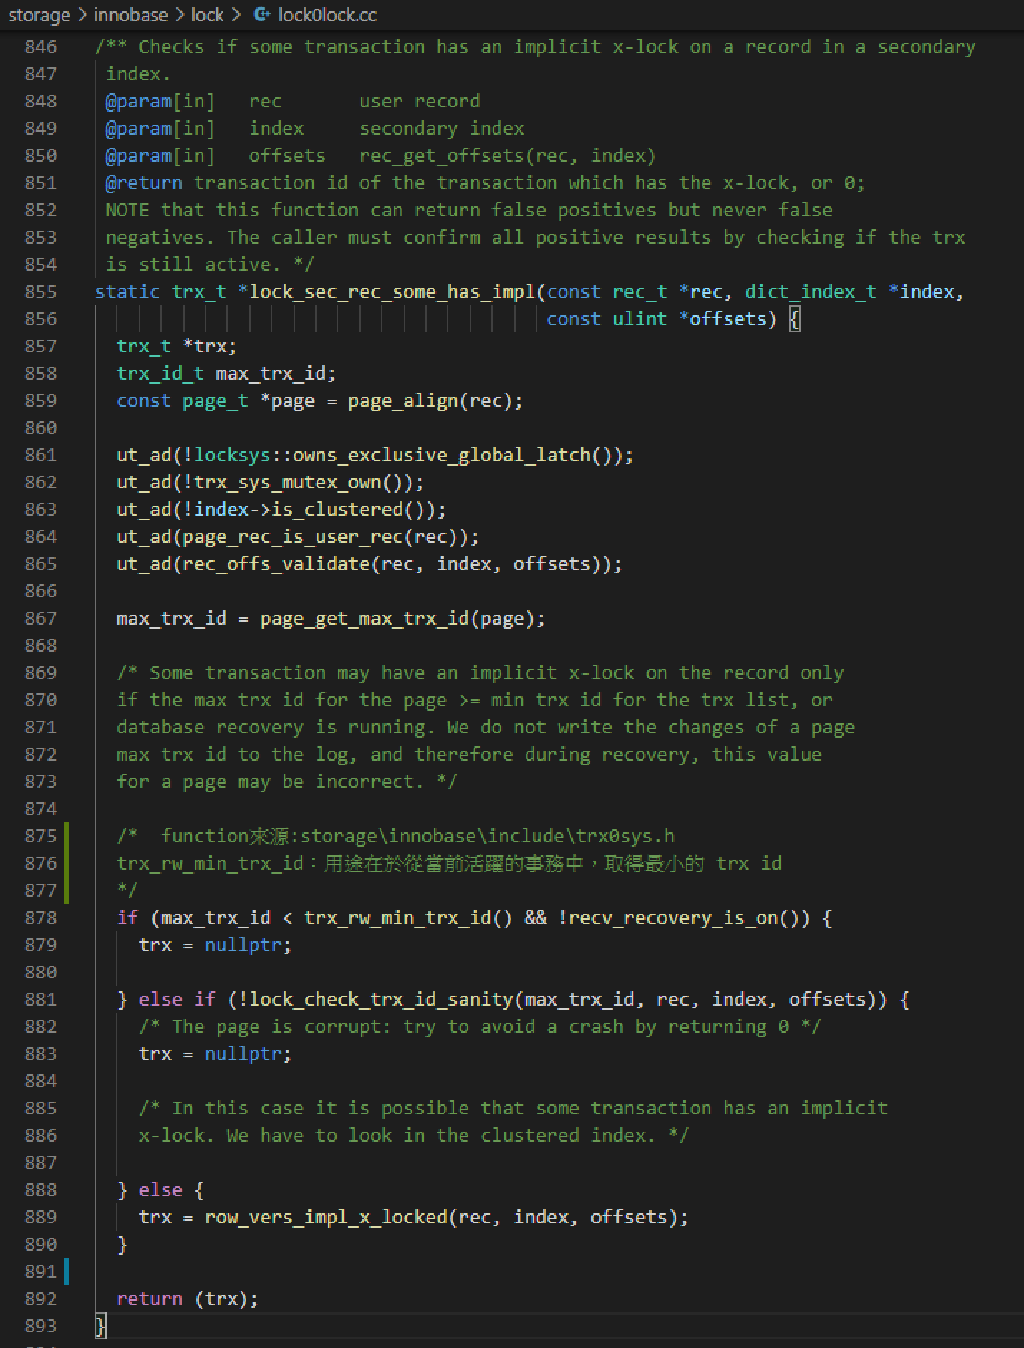 storage > innobase > lock > lock0lock.cc
846 /** Checks if some transaction has an implicit x-lock on a record in a secondary
847 index.
848 @param[in] rec user record
849 @param[in] index secondary index
850 @param[in] offsets rec_get_offsets(rec, index)
851 @return transaction id of the transaction which has the x-lock, or 0;
852 NOTE that this function can return false positives but never false
853 negatives. The caller must confirm all positive results by checking if the trx
854 is still active. */
855 static trx_t *lock_sec_rec_some_has_impl(const rec_t *rec, dict_index_t *index,
856 const ulint *offsets) {
857 trx_t *trx;
858 trx_id_t max_trx_id;
859 const page_t *page = page_align(rec);
860
861 ut_ad(!locksys::owns_exclusive_global_latch());
862 ut_ad(!trx_sys_mutex_own());
863 ut_ad(!index->is_clustered());
864 ut_ad(page_rec_is_user_rec(rec));
865 ut_ad(rec_offs_validate(rec, index, offsets));
866
867 max_trx_id = page_get_max_trx_id(page);
868
869 /* Some transaction may have an implicit x-lock on the record only
870 if the max trx id for the page >= min trx id for the trx list, or
871 database recovery is running. We do not write the changes of a page
872 max trx id to the log, and therefore during recovery, this value
873 for a page may be incorrect. */
874
875 /* function來源:storage\innobase\include\trx0sys.h
876 trx_rw_min_trx_id：用途在於從當前活躍的事務中，取得最小的 trx id
877 */
878 if (max_trx_id < trx_rw_min_trx_id() && !recv_recovery_is_on()) {
879 trx = nullptr;
880
881 } else if (!lock_check_trx_id_sanity(max_trx_id, rec, index, offsets)) {
882 /* The page is corrupt: try to avoid a crash by returning 0 */
883 trx = nullptr;
884
885 /* In this case it is possible that some transaction has an implicit
886 x-lock. We have to look in the clustered index. */
887
888 } else {
889 trx = row_vers_impl_x_locked(rec, index, offsets);
890 }
891
892 return (trx);
893 }